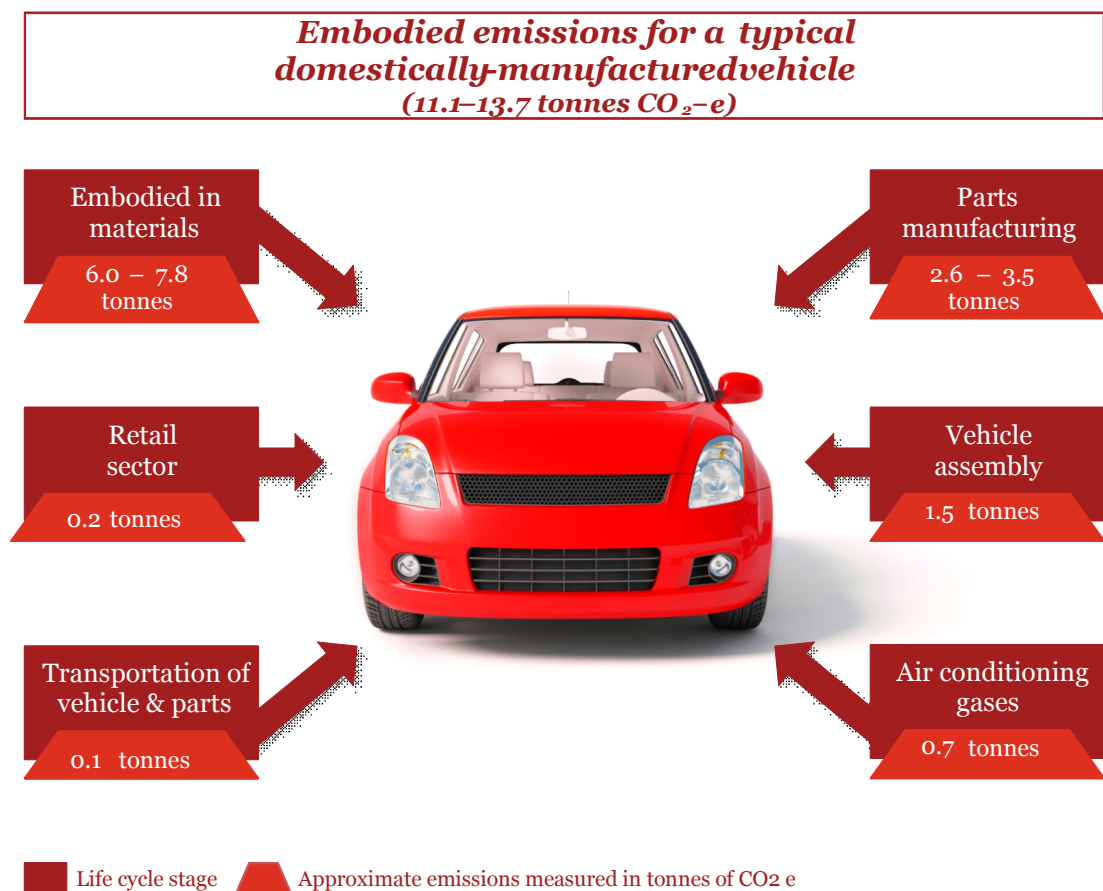 Embodied emissions for a typical
domestically-manufacturedvehicle
(11.1–13.7 tonnes CO₂–e)
Embodied in
materials
6.0 – 7.8
tonnes
Parts
manufacturing
2.6 – 3.5
tonnes
Retail
sector
0.2 tonnes
Vehicle
assembly
1.5 tonnes
Transportation of
vehicle & parts
0.1 tonnes
Air conditioning
gases
0.7 tonnes
Life cycle stage
Approximate emissions measured in tonnes of CO2 e